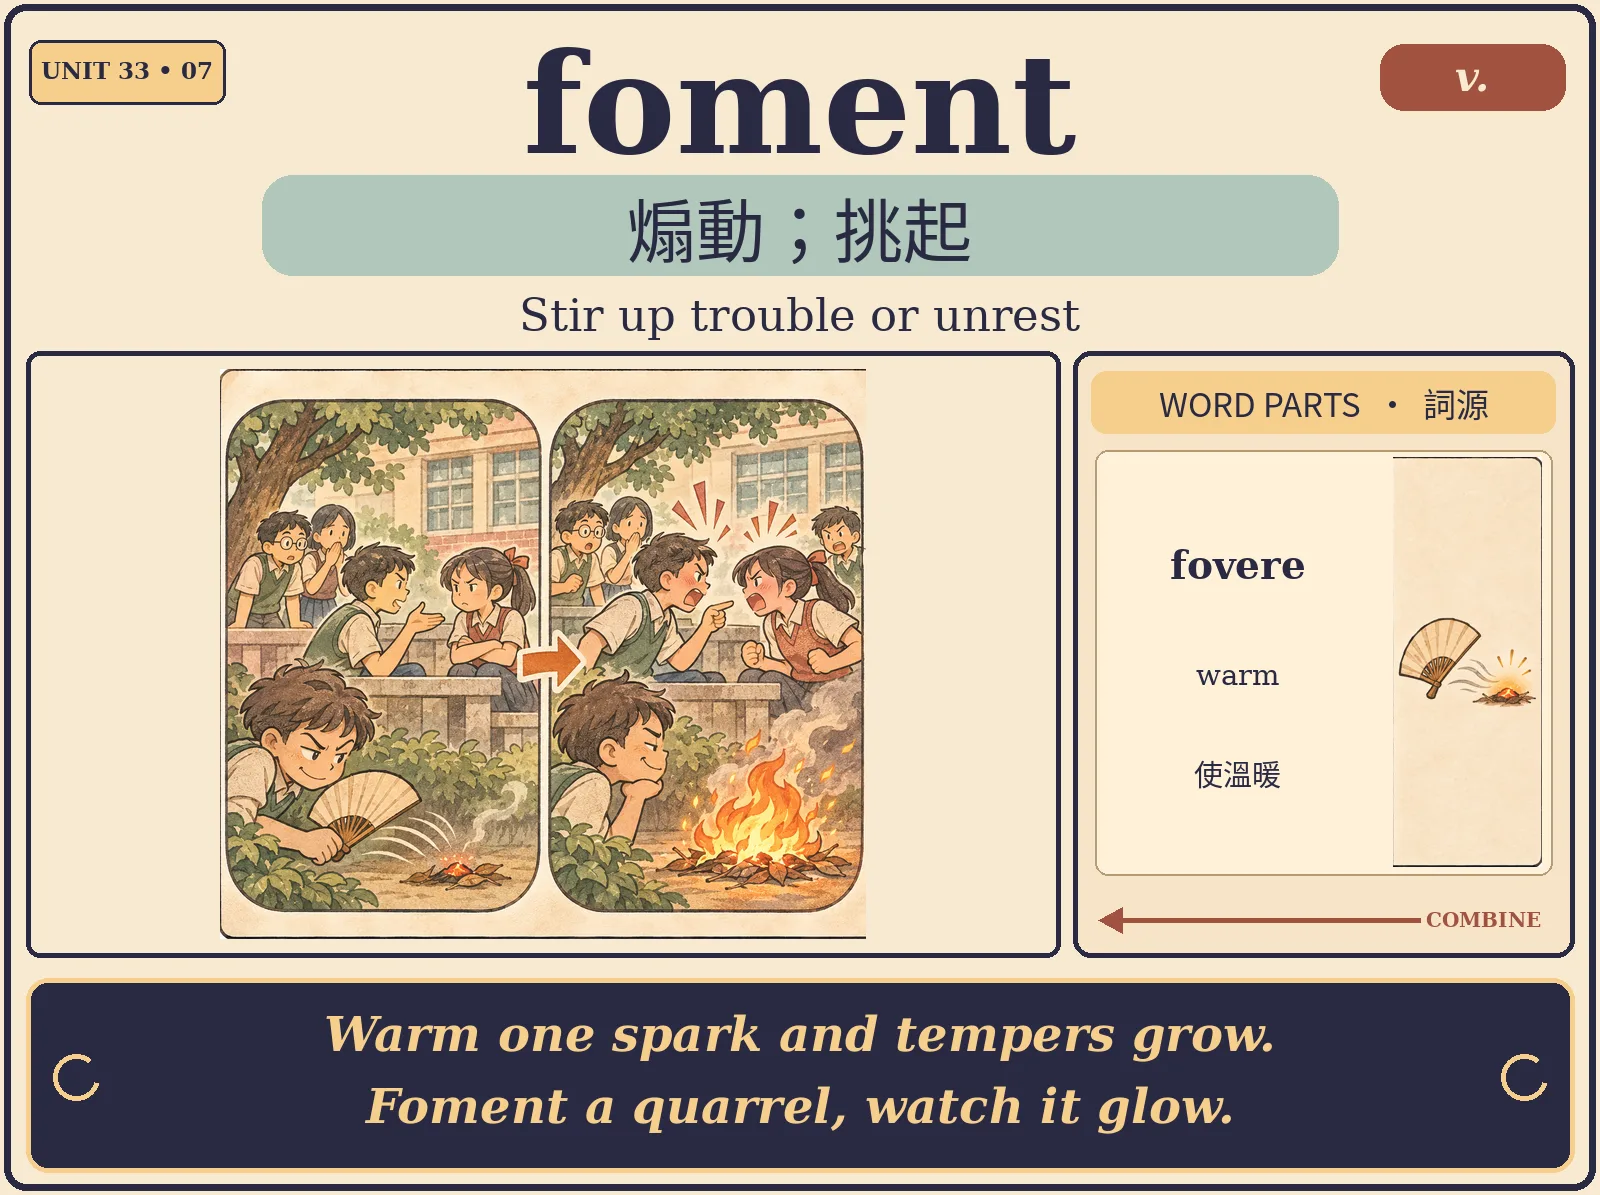 UNIT 33 • 07
foment
v.
煽動；挑起
Stir up trouble or unrest
WORD PARTS • 詞源
fovere
warm
使溫暖
COMBINE
Warm one spark and tempers grow.
Foment a quarrel, watch it glow.